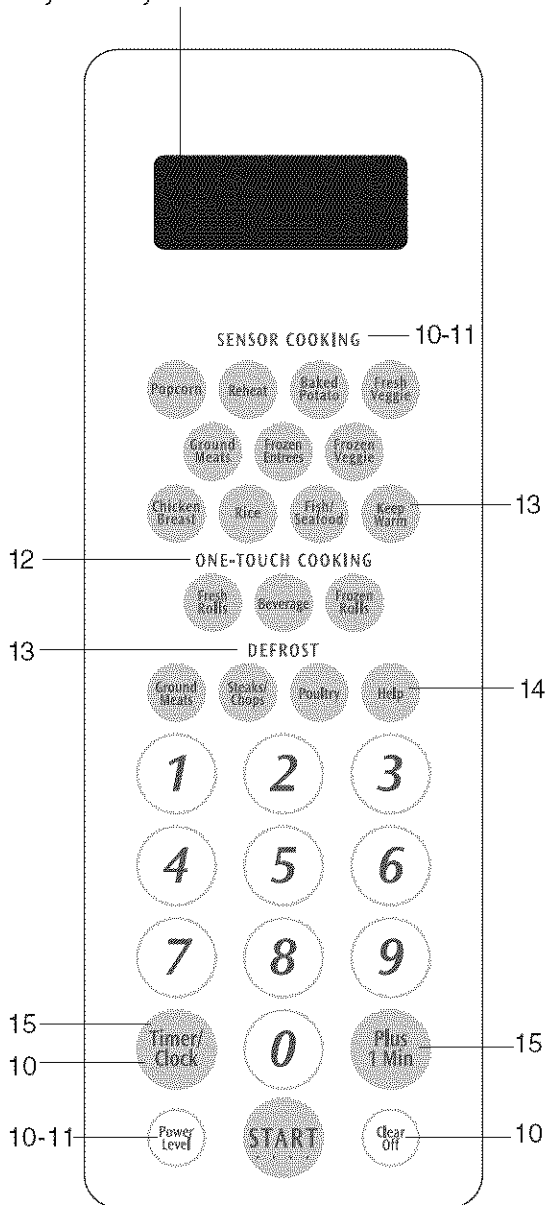 SENSOR COOKING 10-11
Popcorn Reheat Baked Potato Fresh Veggie
Ground Meats Frozen Entrees Frozen Veggie
Chicken Breast Rice Fish/Seafood Keep Warm 13
12 ONE-TOUCH COOKING
Fresh Rolls Beverage Frozen Rolls
13 DEFROST
Ground Meats Steaks/Chops Poultry Help 14
1 2 3
4 5 6
7 8 9
15 Timer/ Plus 15
10 Clock 0 1 Min
10-11 Power Level START Clear Off 10